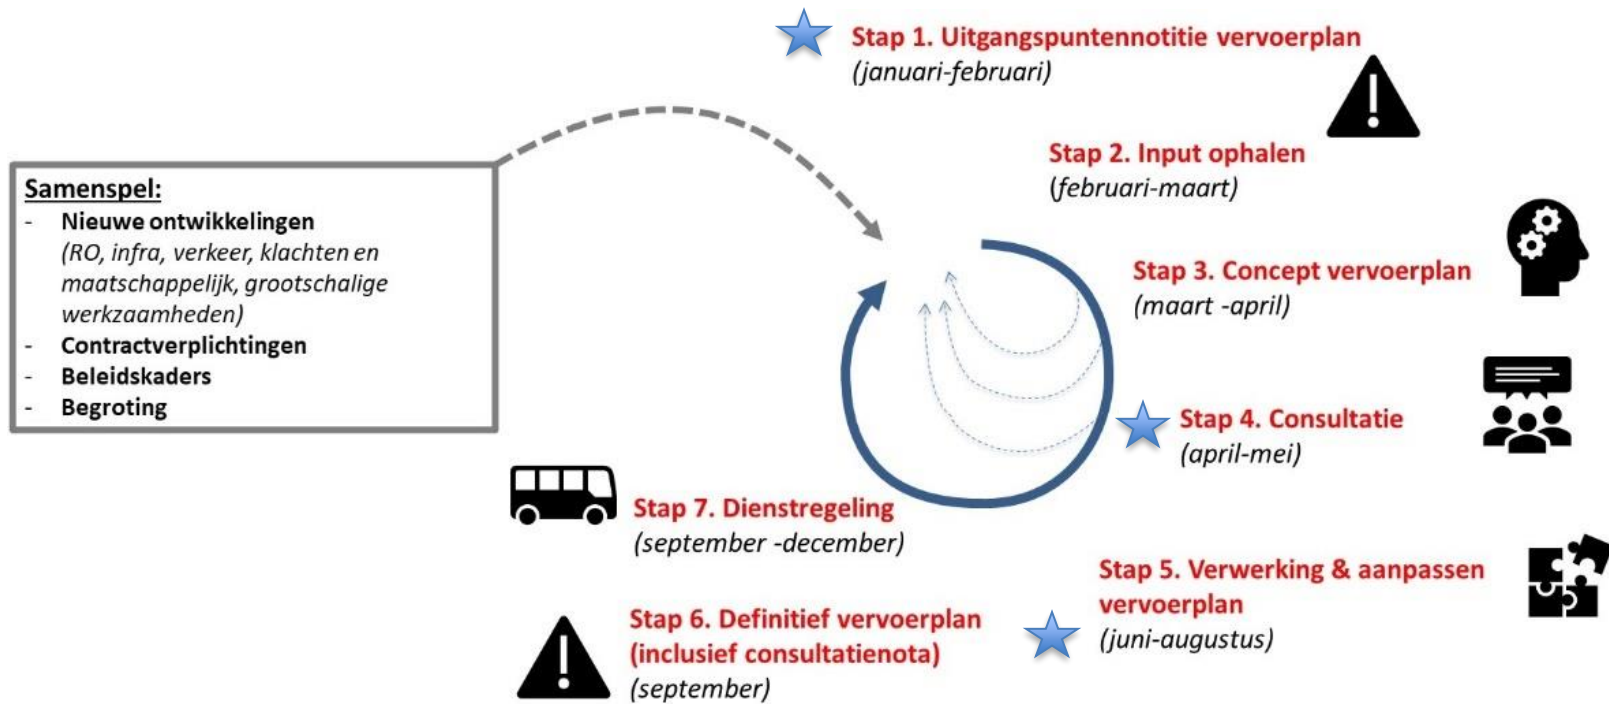 Stap 1. Uitgangspuntennotitie vervoerplan
(januari-februari)
Stap 2. Input ophalen
(februari-maart)
Samenspel:
- Nieuwe ontwikkelingen
(RO, infra, verkeer, klachten en
maatschappelijk, grootschalige
werkzaamheden)
- Contractverplichtingen
- Beleidskaders
- Begroting
Stap 3. Concept vervoerplan
(maart -april)
Stap 4. Consultatie
(april-mei)
Stap 5. Verwerking & aanpassen
vervoerplan
(juni-augustus)
Stap 6. Definitief vervoerplan
(inclusief consultatienota)
(september)
Stap 7. Dienstregeling
(september -december)